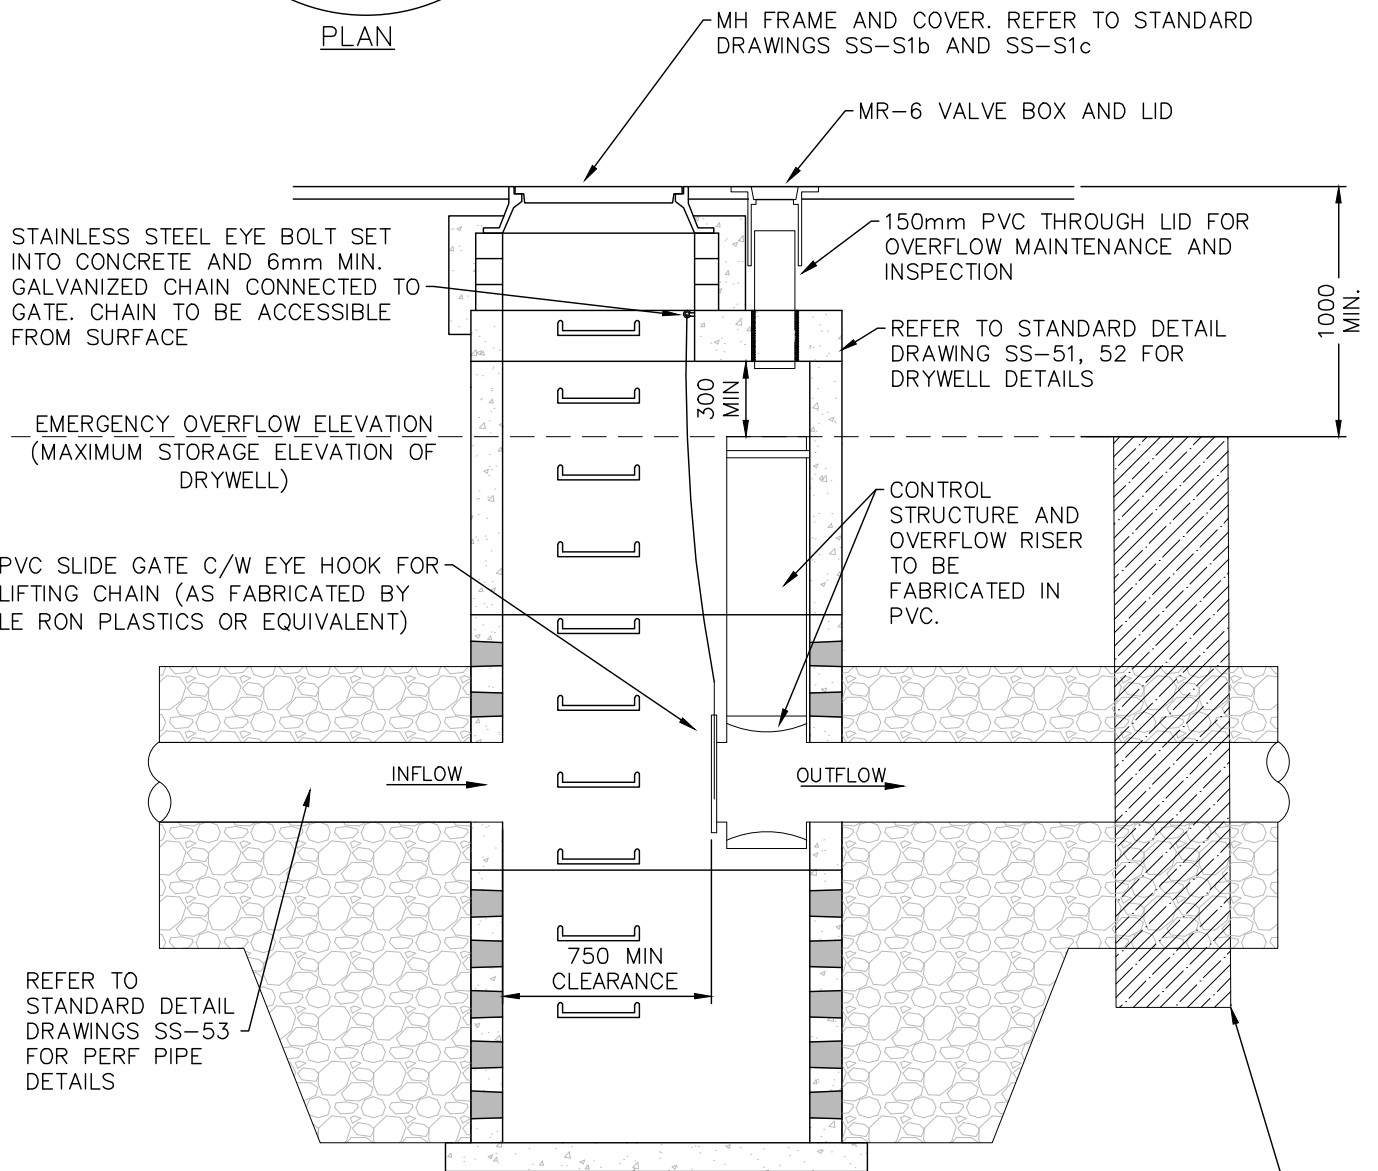 PLAN
MH FRAME AND COVER. REFER TO STANDARD
DRAWINGS SS-S1b AND SS-S1c
MR-6 VALVE BOX AND LID
STAINLESS STEEL EYE BOLT SET
INTO CONCRETE AND 6mm MIN.
GALVANIZED CHAIN CONNECTED TO
GATE. CHAIN TO BE ACCESSIBLE
FROM SURFACE
150mm PVC THROUGH LID FOR
OVERFLOW MAINTENANCE AND
INSPECTION
1000
MIN.
REFER TO STANDARD DETAIL
DRAWING SS-51, 52 FOR
DRYWELL DETAILS
300
MIN
EMERGENCY OVERFLOW ELEVATION
(MAXIMUM STORAGE ELEVATION OF
DRYWELL)
CONTROL
STRUCTURE AND
OVERFLOW RISER
TO BE
FABRICATED IN
PVC.
PVC SLIDE GATE C/W EYE HOOK FOR
LIFTING CHAIN (AS FABRICATED BY
LE RON PLASTICS OR EQUIVALENT)
INFLOW
OUTFLOW
750 MIN
CLEARANCE
REFER TO
STANDARD DETAIL
DRAWINGS SS-53
FOR PERF PIPE
DETAILS